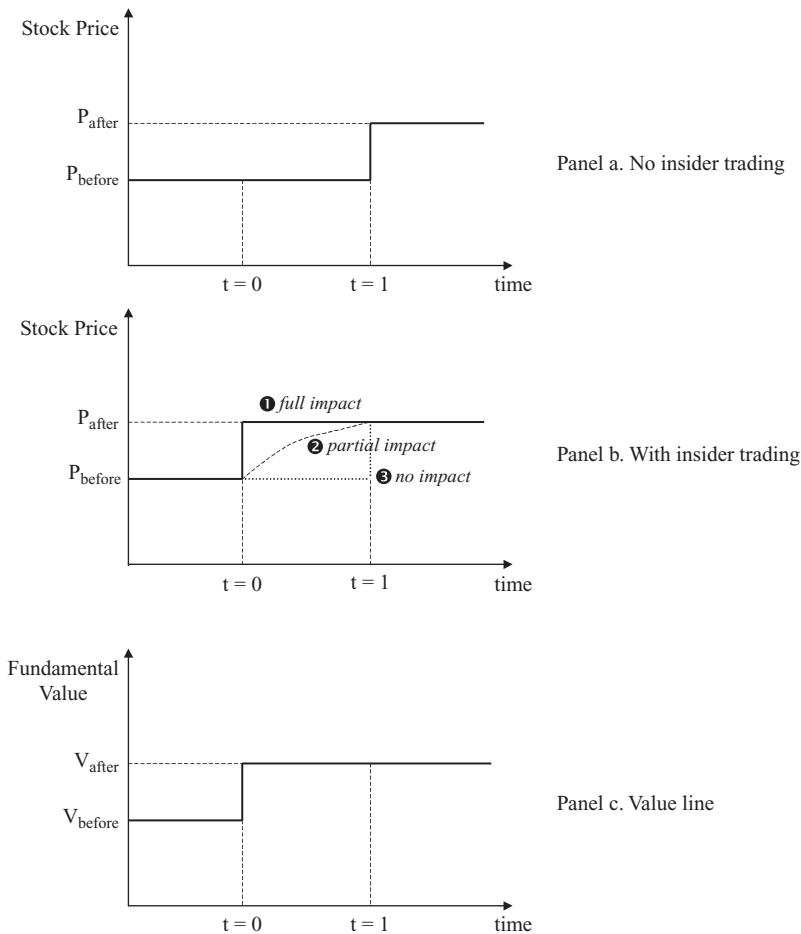 Stock Price
P_after
P_before
Panel a. No insider trading
t = 0
t = 1
time
Stock Price
❶ full impact
P_after
❷ partial impact
Panel b. With insider trading
P_before
❸ no impact
t = 0
t = 1
time
Fundamental
Value
V_after
V_before
Panel c. Value line
t = 0
t = 1
time